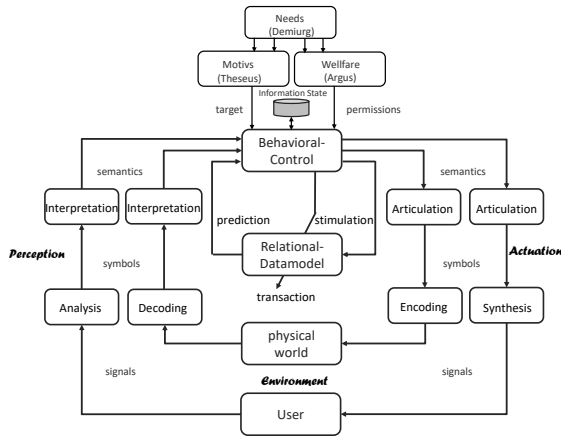 Needs
(Demiurg)
Motivs
(Theseus)
Wellfare
(Argus)
Information State
target
permissions
Behavioral-
Control
semantics
semantics
Interpretation
Interpretation
Articulation
Articulation
prediction
stimulation
Relational-
Datamodel
Perception
Actuation
symbols
symbols
transaction
Analysis
Decoding
Encoding
Synthesis
physical
world
Environment
signals
signals
User